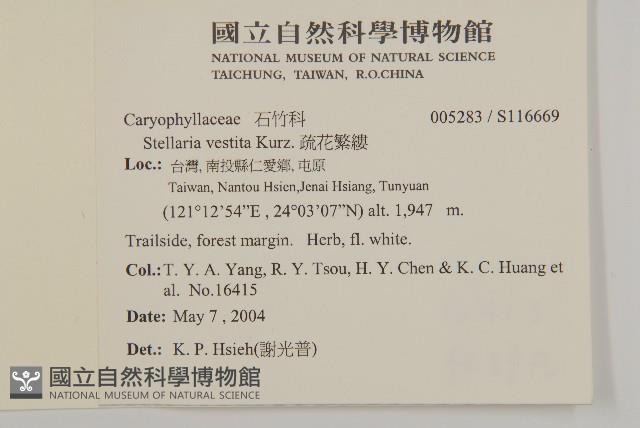 國立自然科學博物館
NATIONAL MUSEUM OF NATURAL SCIENCE
TAICHUNG, TAIWAN, R.O.CHINA
Caryophyllaceae 石竹科 005283 / S116669
Stellaria vestita Kurz. 疏花繁縷
Loc.: 台灣, 南投縣仁愛鄉, 屯原
Taiwan, Nantou Hsien,Jenai Hsiang, Tunyuan
(121°12’54”E , 24°03’07”N) alt. 1,947 m.
Trailside, forest margin. Herb, fl. white.
Col.: T. Y. A. Yang, R. Y. Tsou, H. Y. Chen & K. C. Huang et
al. No.16415
Date: May 7 , 2004
Det.: K. P. Hsieh(謝光普)
國立自然科學博物館
NATIONAL MUSEUM OF NATURAL SCIENCE